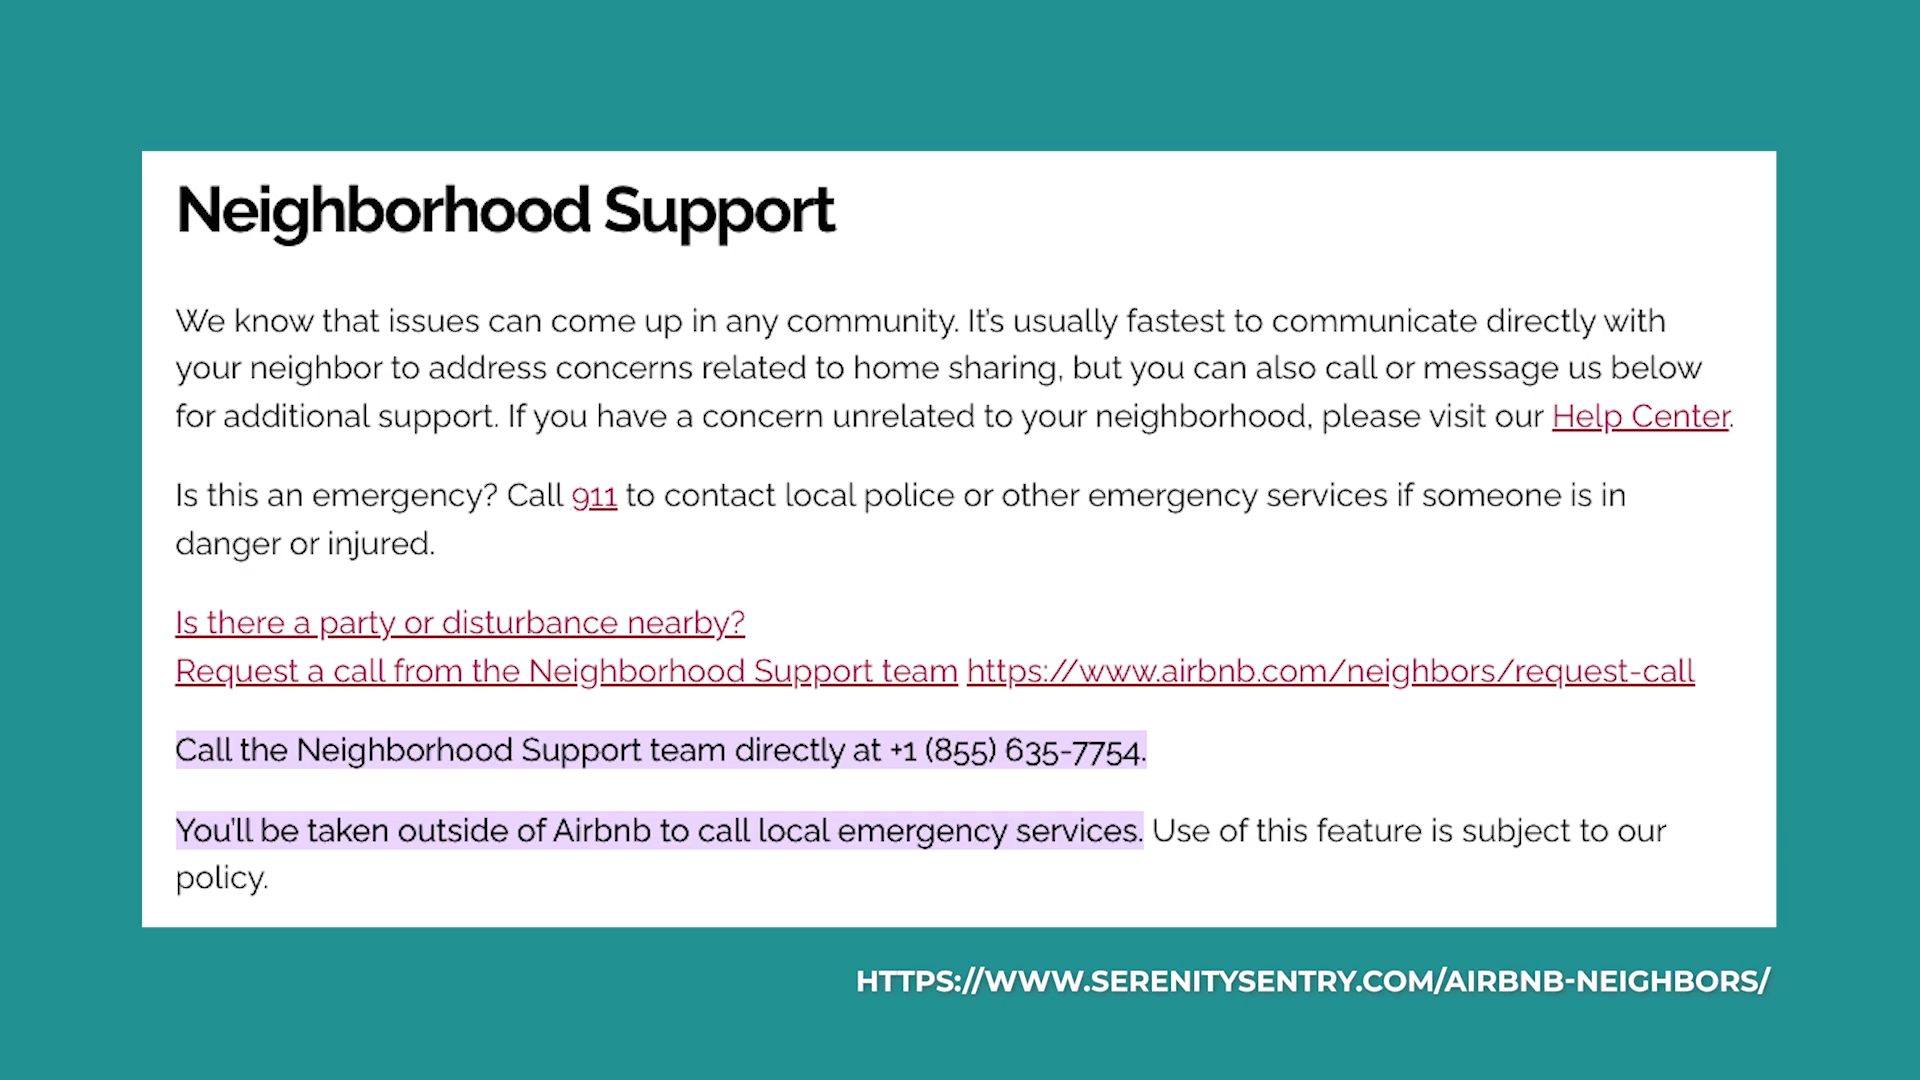 Neighborhood Support
We know that issues can come up in any community. It's usually fastest to communicate directly with
your neighbor to address concerns related to home sharing, but you can also call or message us below
for additional support. If you have a concern unrelated to your neighborhood, please visit our Help Center.
Is this an emergency? Call 911 to contact local police or other emergency services if someone is in
danger or injured.
Is there a party or disturbance nearby?
Request a call from the Neighborhood Support team https://www.airbnb.com/neighbors/request-call
Call the Neighborhood Support team directly at +1 (855) 635-7754.
You'll be taken outside of Airbnb to call local emergency services. Use of this feature is subject to our
policy.
HTTPS://WWW.SERENITYSENTRY.COM/AIRBNB-NEIGHBORS/